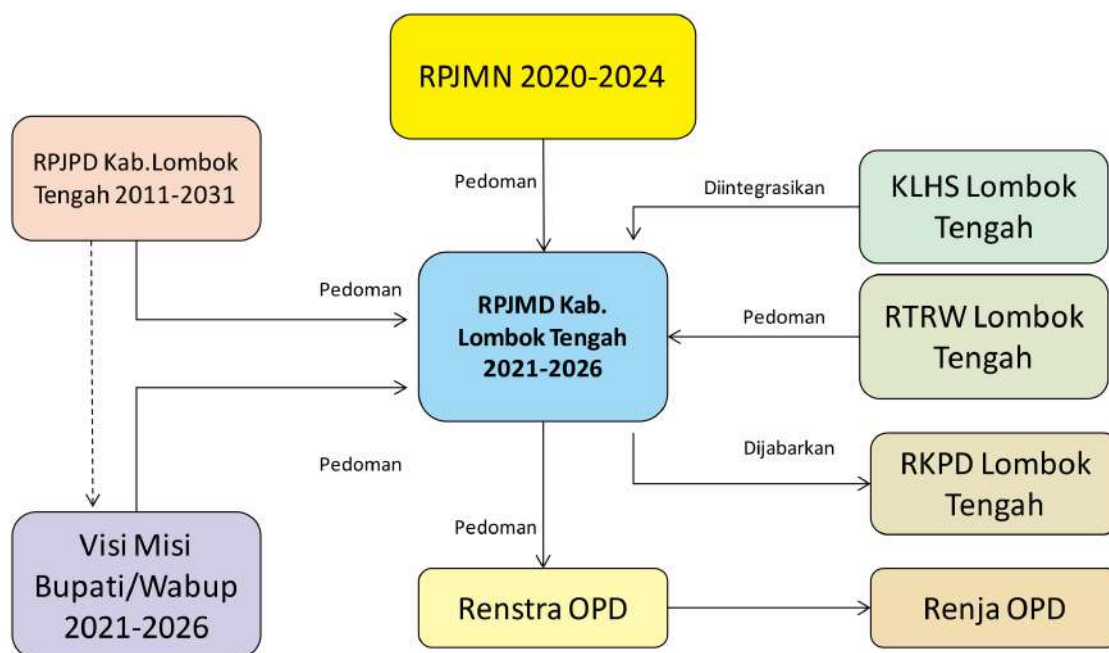 RPJMN 2020-2024
RPJPD Kab.Lombok
Tengah 2011-2031
Pedoman
Diintegrasikan
KLHS Lombok
Tengah
Pedoman
RPJMD Kab.
Lombok Tengah
2021-2026
Pedoman
RTRW Lombok
Tengah
Pedoman
Dijabarkan
RKPD Lombok
Tengah
Visi Misi
Bupati/Wabup
2021-2026
Pedoman
Renstra OPD
Renja OPD